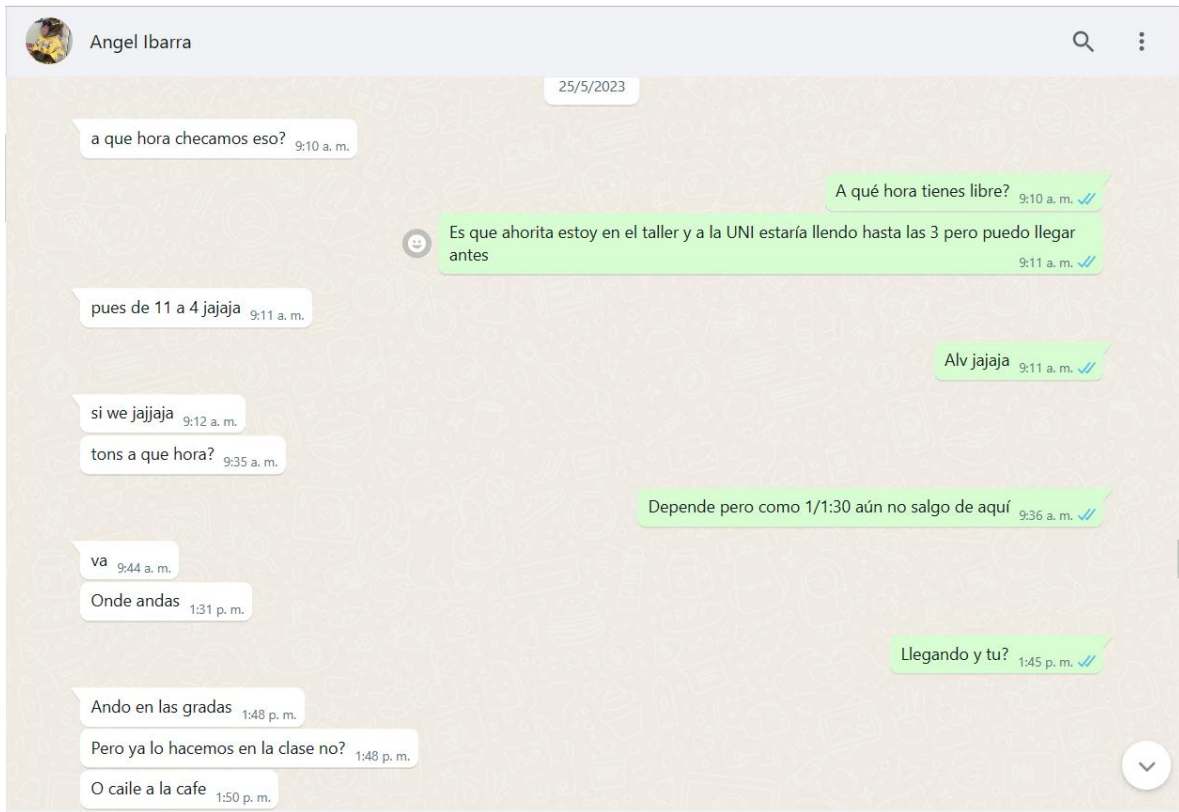 Angel Ibarra
25/5/2023
a que hora checamos eso? 9:10 a. m.
A qué hora tienes libre? 9:10 a. m.
Es que ahorita estoy en el taller y a la UNI estaría llendo hasta las 3 pero puedo llegar
antes 9:11 a. m.
pues de 11 a 4 jajaja 9:11 a. m.
Alv jajaja 9:11 a. m.
si we jajjaja 9:12 a. m.
tons a que hora? 9:35 a. m.
Depende pero como 1/1:30 aún no salgo de aquí 9:36 a. m.
va 9:44 a. m.
Onde andas 1:31 p. m.
Llegando y tu? 1:45 p. m.
Ando en las gradas 1:48 p. m.
Pero ya lo hacemos en la clase no? 1:48 p. m.
O caile a la cafe 1:50 p. m.